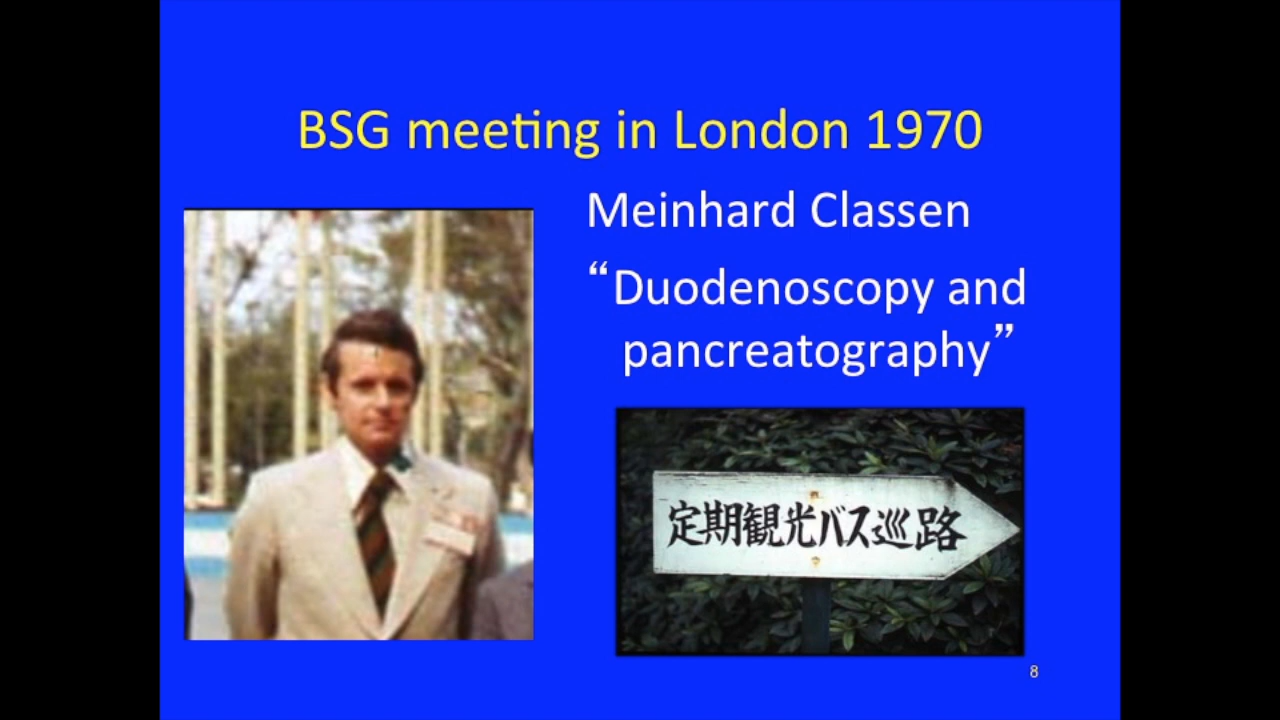 BSG meeting in London 1970
Meinhard Classen
“Duodenoscopy and
pancreatography”
定期観光バス巡路
8